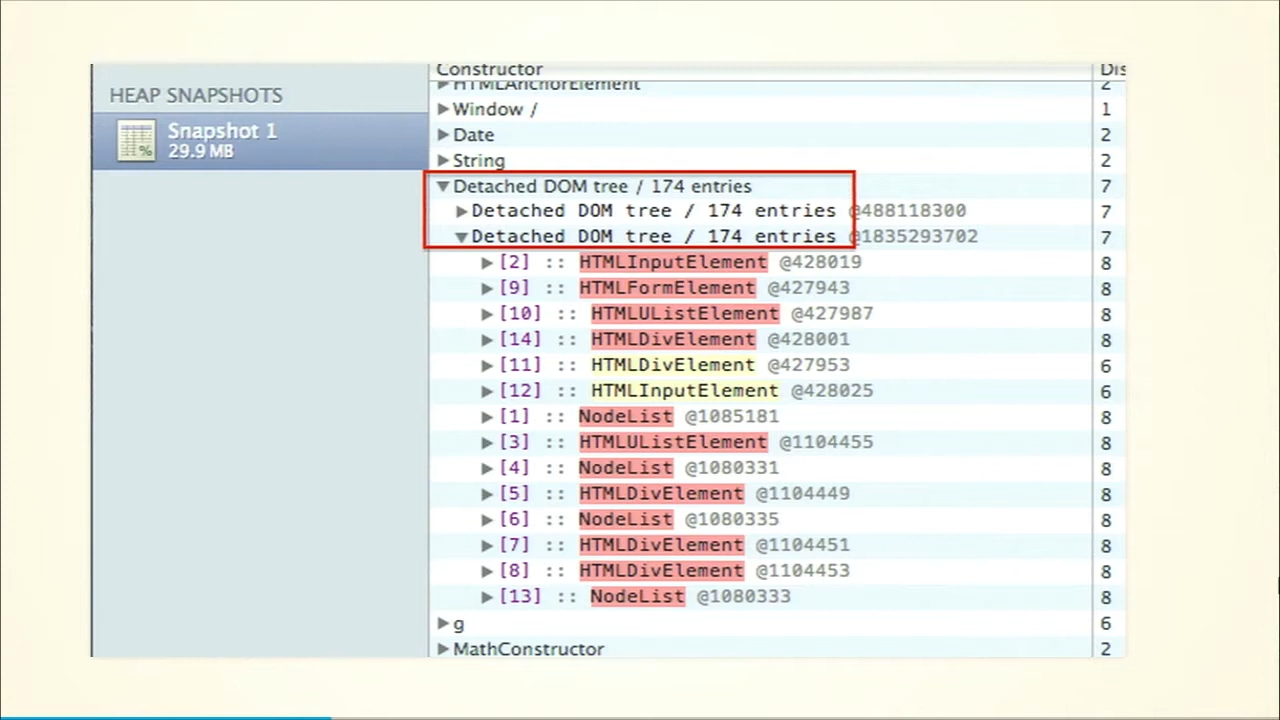 Constructor Dis
HEAP SNAPSHOTS
Snapshot 1
29.9 MB
▶HTMLAnchorElement 2
▶Window / 1
▶Date 2
▶String 2
▼Detached DOM tree / 174 entries 7
▶Detached DOM tree / 174 entries @488118300 7
▼Detached DOM tree / 174 entries @1835293702 7
▶[2] :: HTMLInputElement @428019 8
▶[9] :: HTMLFormElement @427943 8
▶[10] :: HTMLUListElement @427987 8
▶[14] :: HTMLDivElement @428001 8
▶[11] :: HTMLDivElement @427953 6
▶[12] :: HTMLInputElement @428025 6
▶[1] :: NodeList @1085181 8
▶[3] :: HTMLUListElement @1104455 8
▶[4] :: NodeList @1080331 8
▶[5] :: HTMLDivElement @1104449 8
▶[6] :: NodeList @1080335 8
▶[7] :: HTMLDivElement @1104451 8
▶[8] :: HTMLDivElement @1104453 8
▶[13] :: NodeList @1080333 8
▶g 6
▶MathConstructor 2